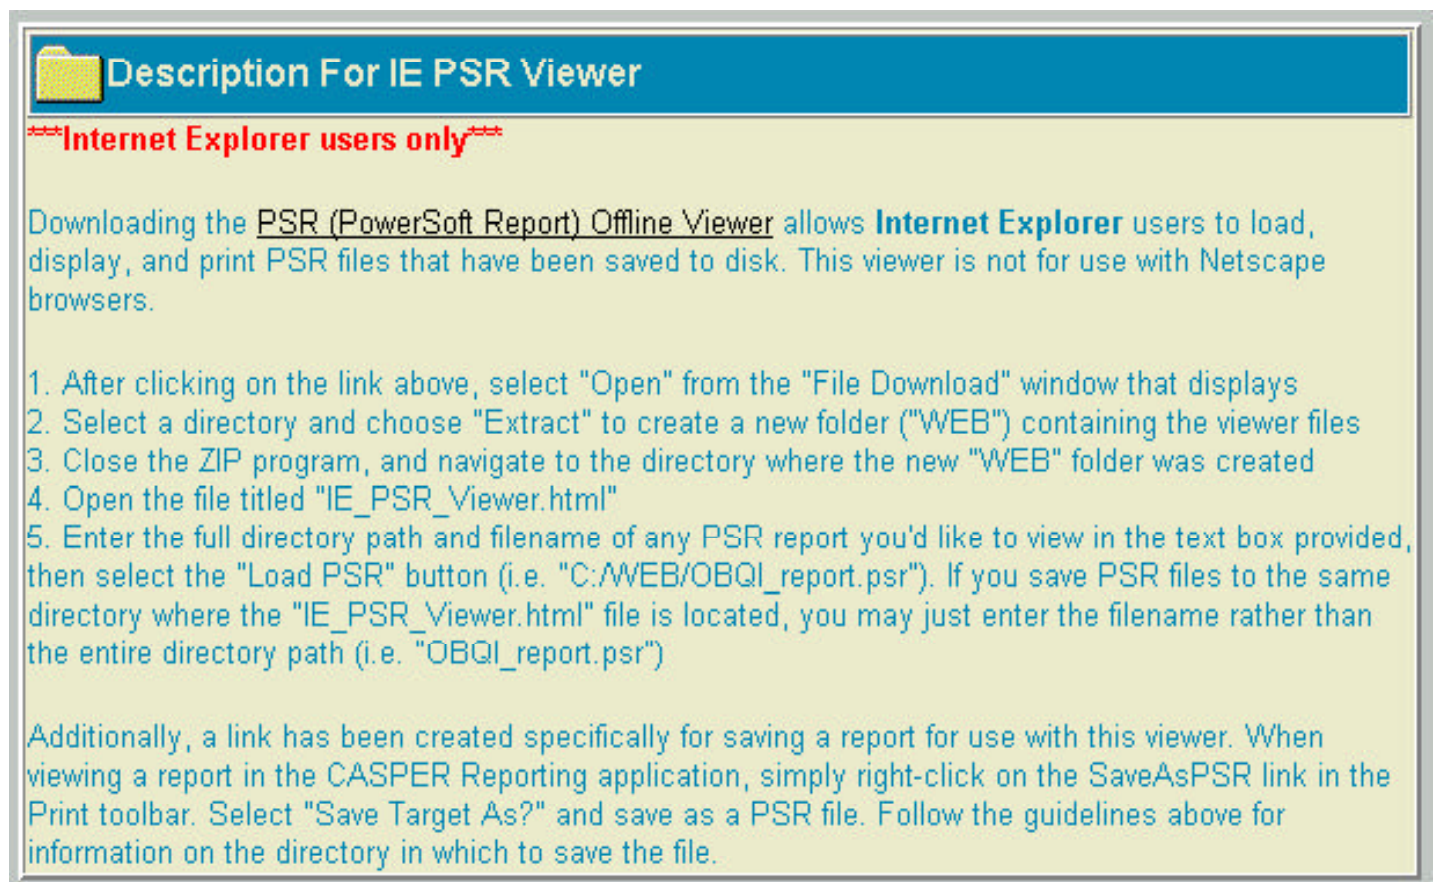 Description For IE PSR Viewer
***Internet Explorer users only***
Downloading the PSR (PowerSoft Report) Offline Viewer allows Internet Explorer users to load,
display, and print PSR files that have been saved to disk. This viewer is not for use with Netscape
browsers.
1. After clicking on the link above, select "Open" from the "File Download" window that displays
2. Select a directory and choose "Extract" to create a new folder ("WEB") containing the viewer files
3. Close the ZIP program, and navigate to the directory where the new "WEB" folder was created
4. Open the file titled "IE_PSR_Viewer.html"
5. Enter the full directory path and filename of any PSR report you'd like to view in the text box provided,
then select the "Load PSR" button (i.e. "C:/WEB/OBQI_report.psr"). If you save PSR files to the same
directory where the "IE_PSR_Viewer.html" file is located, you may just enter the filename rather than
the entire directory path (i.e. "OBQI_report.psr")
Additionally, a link has been created specifically for saving a report for use with this viewer. When
viewing a report in the CASPER Reporting application, simply right-click on the SaveAsPSR link in the
Print toolbar. Select "Save Target As?" and save as a PSR file. Follow the guidelines above for
information on the directory in which to save the file.